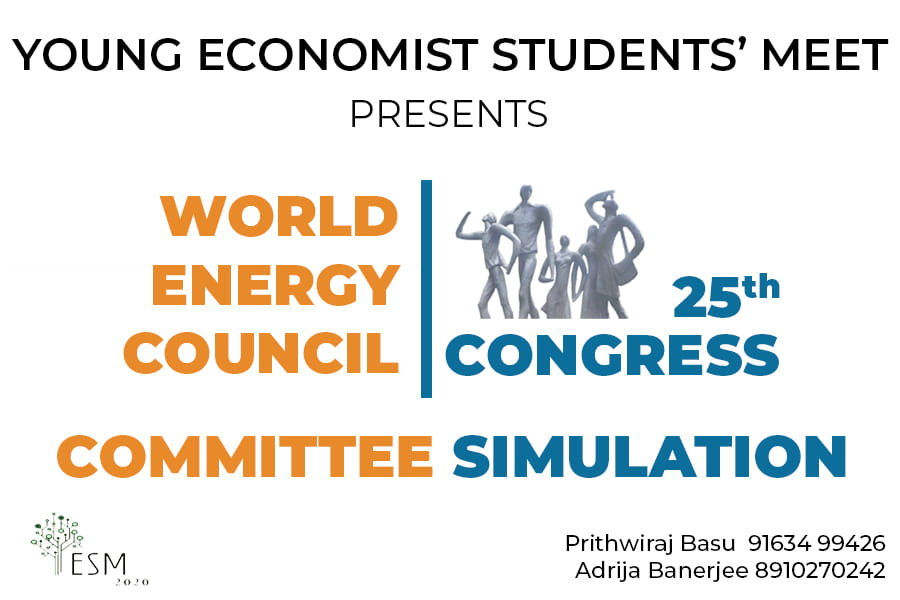 YOUNG ECONOMIST STUDENTS’ MEET
PRESENTS
WORLD
ENERGY
COUNCIL
25th
CONGRESS
COMMITTEE SIMULATION
YESM
2020
Prithwiraj Basu 91634 99426
Adrija Banerjee 8910270242